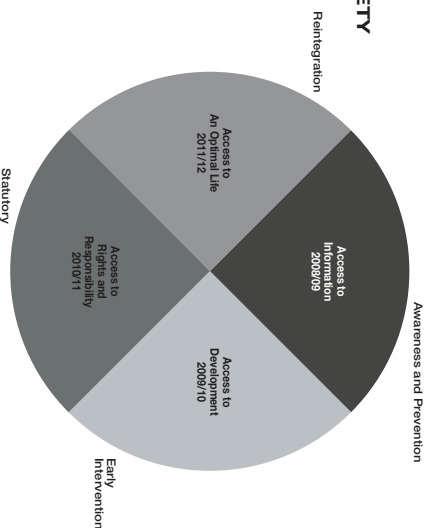 ETY
Awareness and Prevention
Reintegration
Access to
Information
2008/09
Access to
An Optimal Life
2011/12
Access to
Development
2009/10
Access to
Rights and
Responsibility
2010/11
Early
Intervention
Statutory